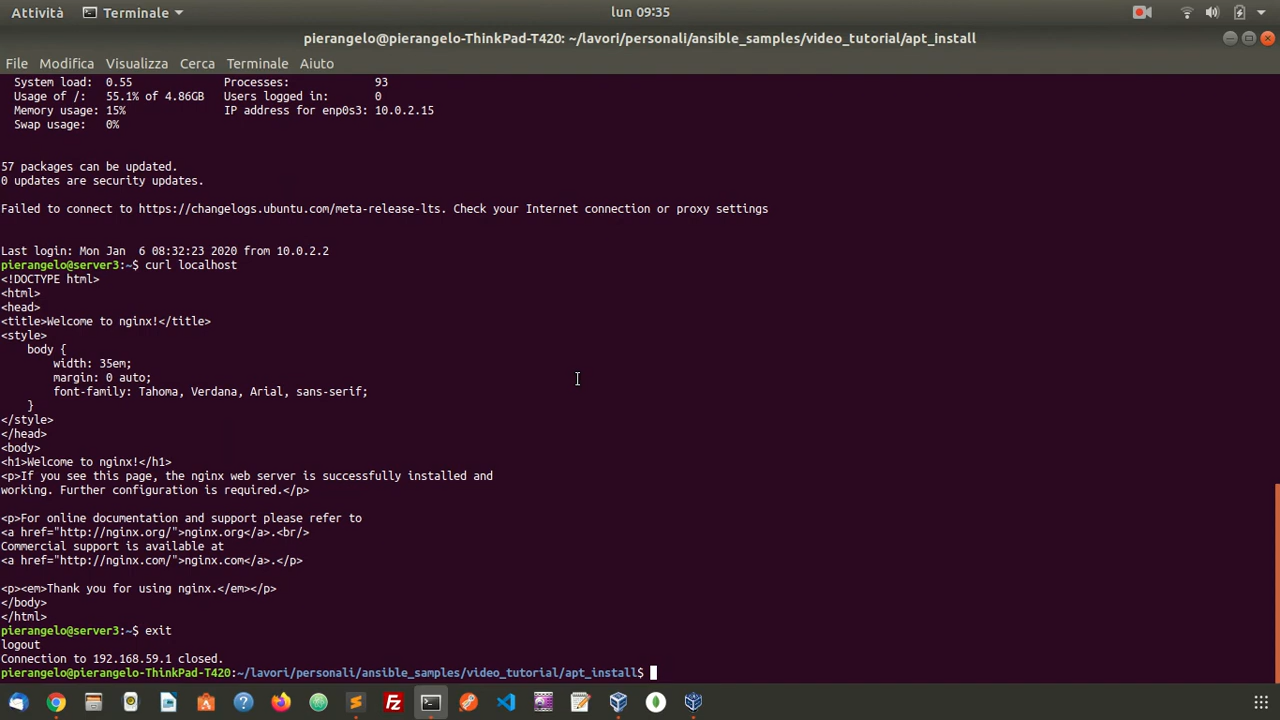 Attività
Terminale
lun 09:35
pierangelo@pierangelo-ThinkPad-T420: ~/lavori/personali/ansible_samples/video_tutorial/apt_install
File Modifica Visualizza Cerca Terminale Aiuto
System load: 0.55 Processes: 93
Usage of /: 55.1% of 4.86GB Users logged in: 0
Memory usage: 15% IP address for enp0s3: 10.0.2.15
Swap usage: 0%
57 packages can be updated.
0 updates are security updates.
Failed to connect to https://changelogs.ubuntu.com/meta-release-lts. Check your Internet connection or proxy settings
Last login: Mon Jan 6 08:32:23 2020 from 10.0.2.2
pierangelo@server3:~$ curl localhost
<!DOCTYPE html>
<html>
<head>
<title>Welcome to nginx!</title>
<style>
body {
width: 35em;
margin: 0 auto;
font-family: Tahoma, Verdana, Arial, sans-serif;
}
</style>
</head>
<body>
<h1>Welcome to nginx!</h1>
<p>If you see this page, the nginx web server is successfully installed and
working. Further configuration is required.</p>
<p>For online documentation and support please refer to
<a href="http://nginx.org/">nginx.org</a>.<br/>
Commercial support is available at
<a href="http://nginx.com/">nginx.com</a>.</p>
<p><em>Thank you for using nginx.</em></p>
</body>
</html>
pierangelo@server3:~$ exit
logout
Connection to 192.168.59.1 closed.
pierangelo@pierangelo-ThinkPad-T420:~/lavori/personali/ansible_samples/video_tutorial/apt_install$